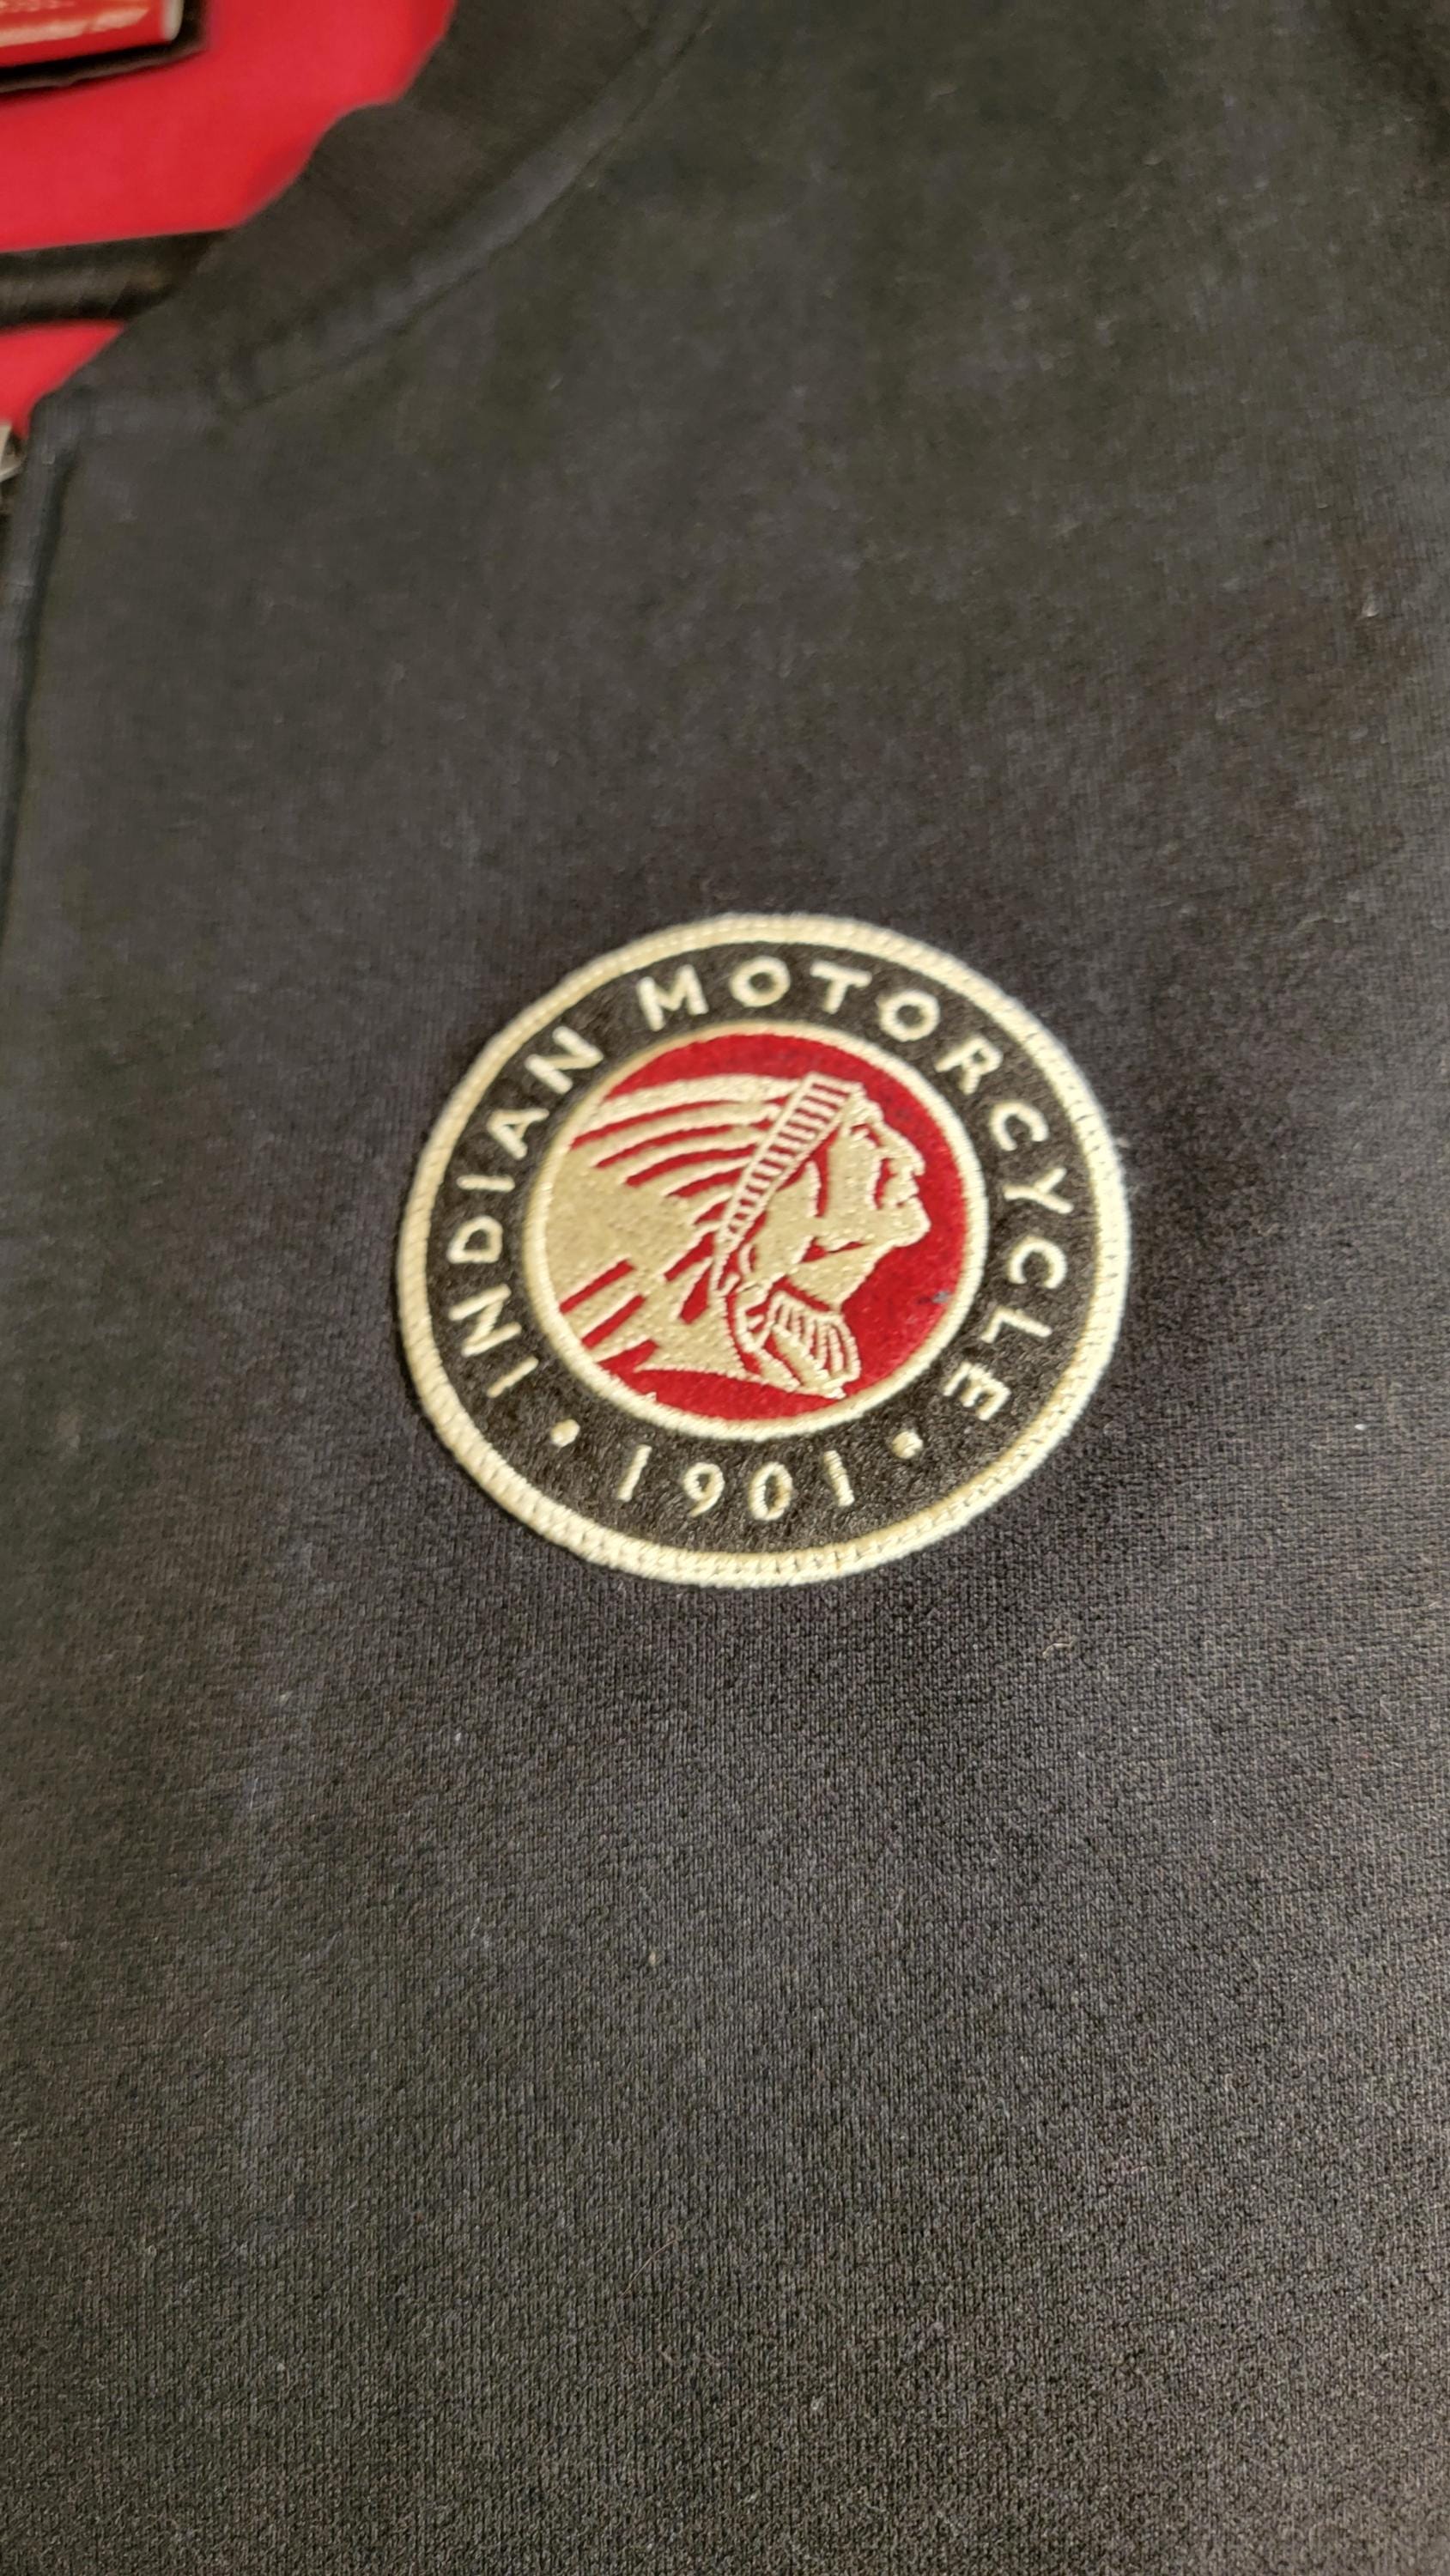 INDIAN MOTORCYCLE
• 1901 •